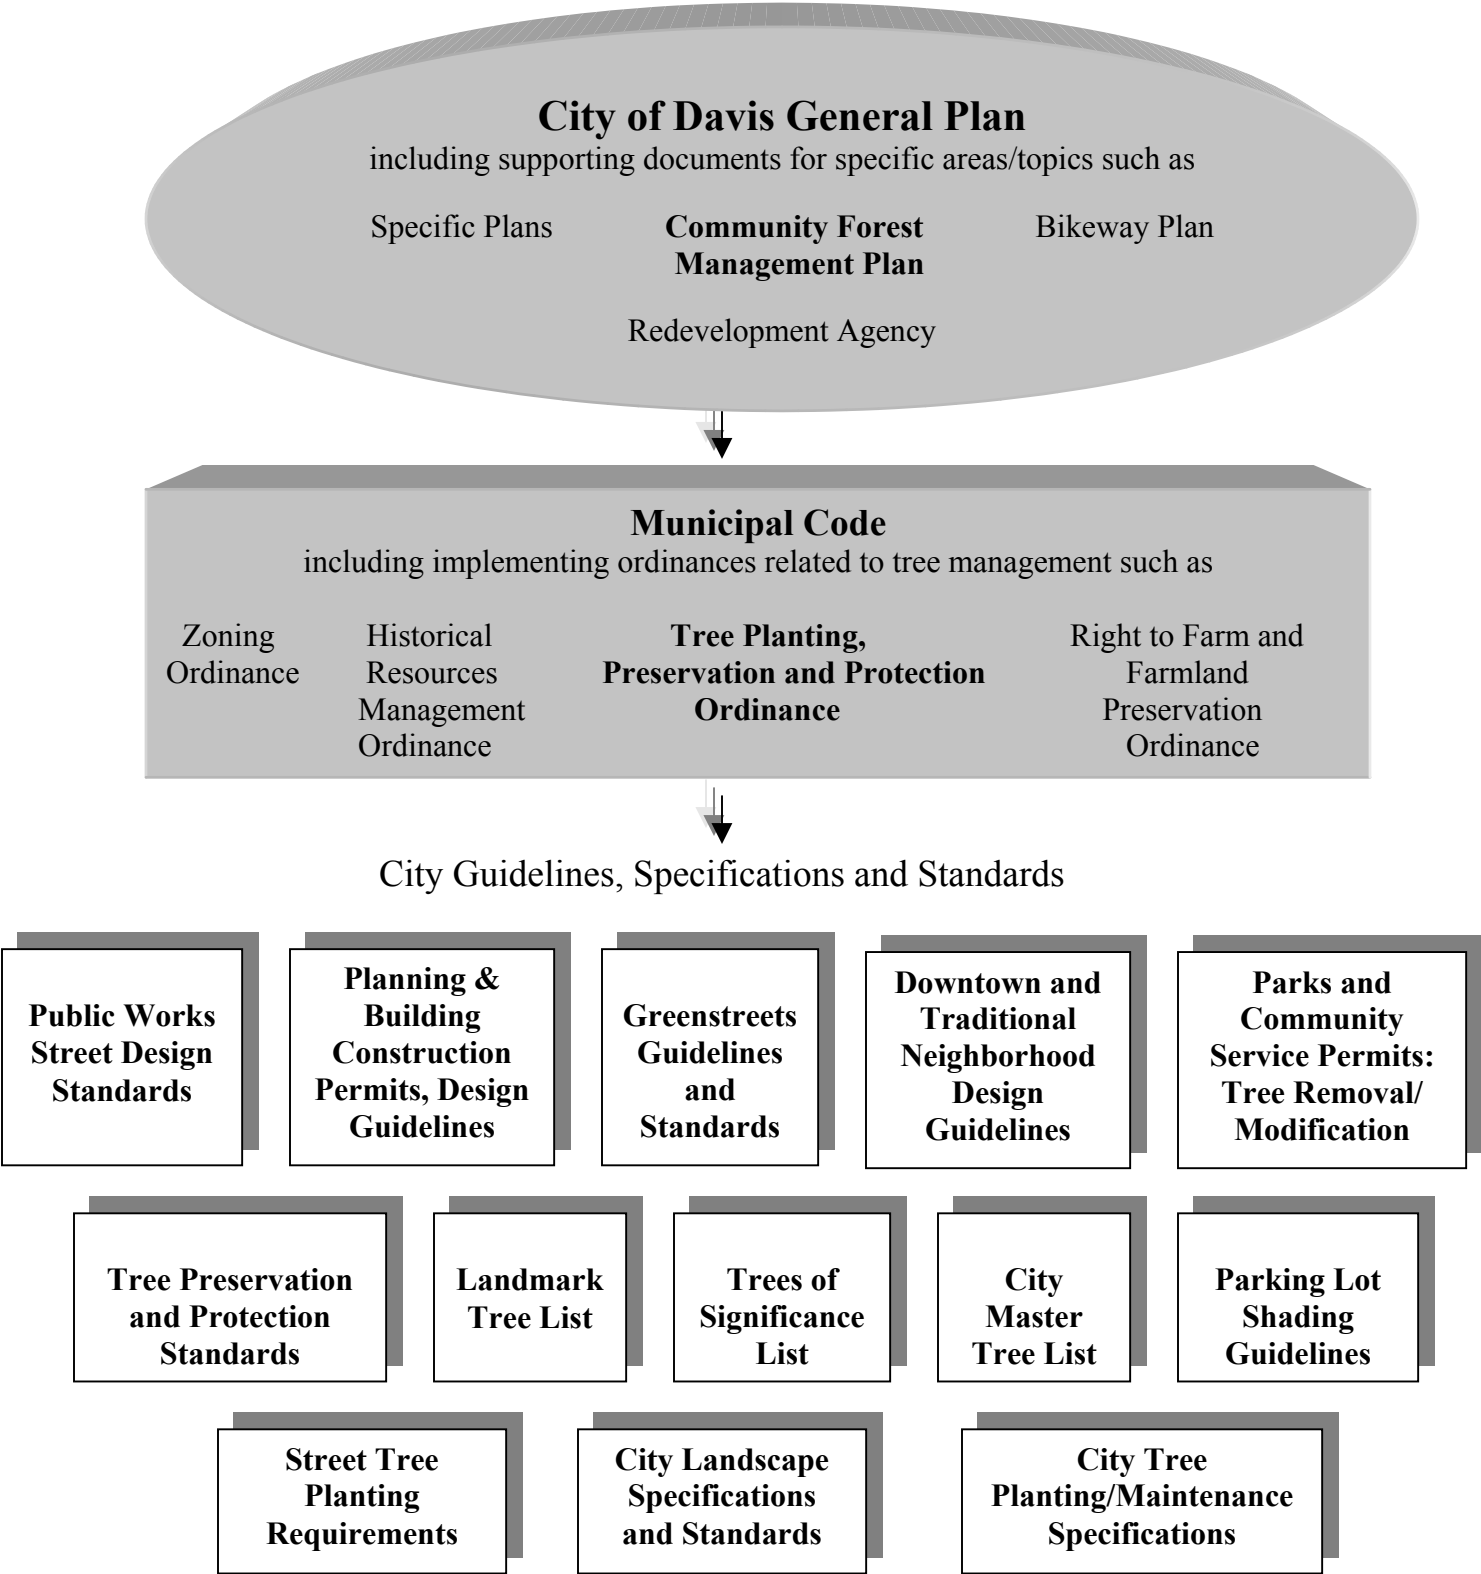 City of Davis General Plan
including supporting documents for specific areas/topics such as
Specific Plans
Community Forest
Management Plan
Bikeway Plan
Redevelopment Agency
Municipal Code
including implementing ordinances related to tree management such as
Zoning
Ordinance
Historical
Resources
Management
Ordinance
Tree Planting,
Preservation and Protection
Ordinance
Right to Farm and
Farmland
Preservation
Ordinance
City Guidelines, Specifications and Standards
Public Works
Street Design
Standards
Planning &
Building
Construction
Permits, Design
Guidelines
Greenstreets
Guidelines
and
Standards
Downtown and
Traditional
Neighborhood
Design
Guidelines
Parks and
Community
Service Permits:
Tree Removal/
Modification
Tree Preservation
and Protection
Standards
Landmark
Tree List
Trees of
Significance
List
City
Master
Tree List
Parking Lot
Shading
Guidelines
Street Tree
Planting
Requirements
City Landscape
Specifications
and Standards
City Tree
Planting/Maintenance
Specifications